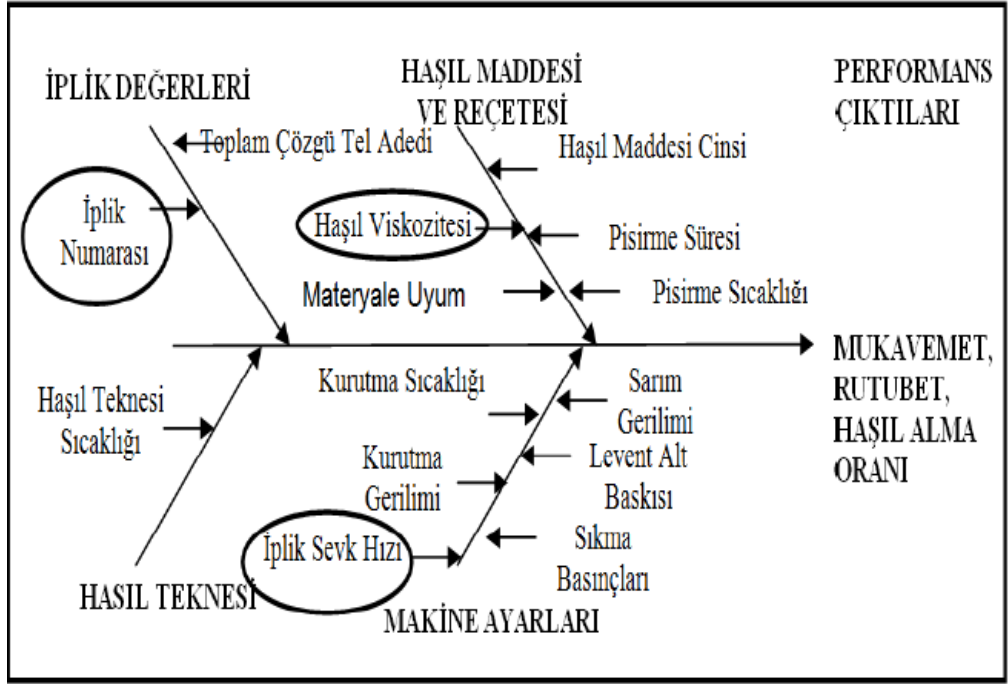 İPLİK DEĞERLERİ
HAŞIL MADDESİ
VE REÇETESİ
PERFORMANS
ÇIKTILARI
Toplam Çözgü Tel Adedi
Haşıl Maddesi Cinsi
İplik
Numarası
Haşıl Viskozitesi
Pisirme Süresi
Materyale Uyum
Pisirme Sıcaklığı
MUKAVEMET,
RUTUBET,
HAŞIL ALMA
ORANI
Haşıl Teknesi
Sıcaklığı
Kurutma Sıcaklığı
Sarım
Gerilimi
Kurutma
Gerilimi
Levent Alt
Baskısı
İplik Sevk Hızı
Sıkma
Basınçları
HASIL TEKNESİ
MAKİNE AYARLARI